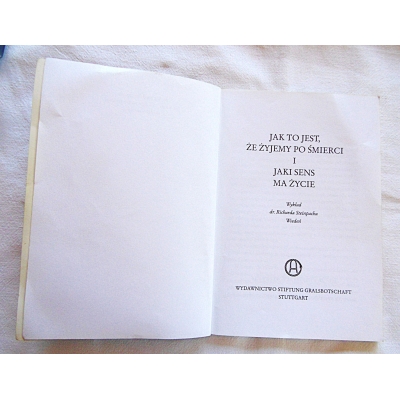 JAK TO JEST,
ŻE ŻYJEMY PO ŚMIERCI
I
JAKI SENS
MA ŻYCIE
Wykład
dr. Richarda Steinpacha
Wiedeń
WYDAWNICTWO STIFTUNG GRALSBOTSCHAFT
STUTTGART